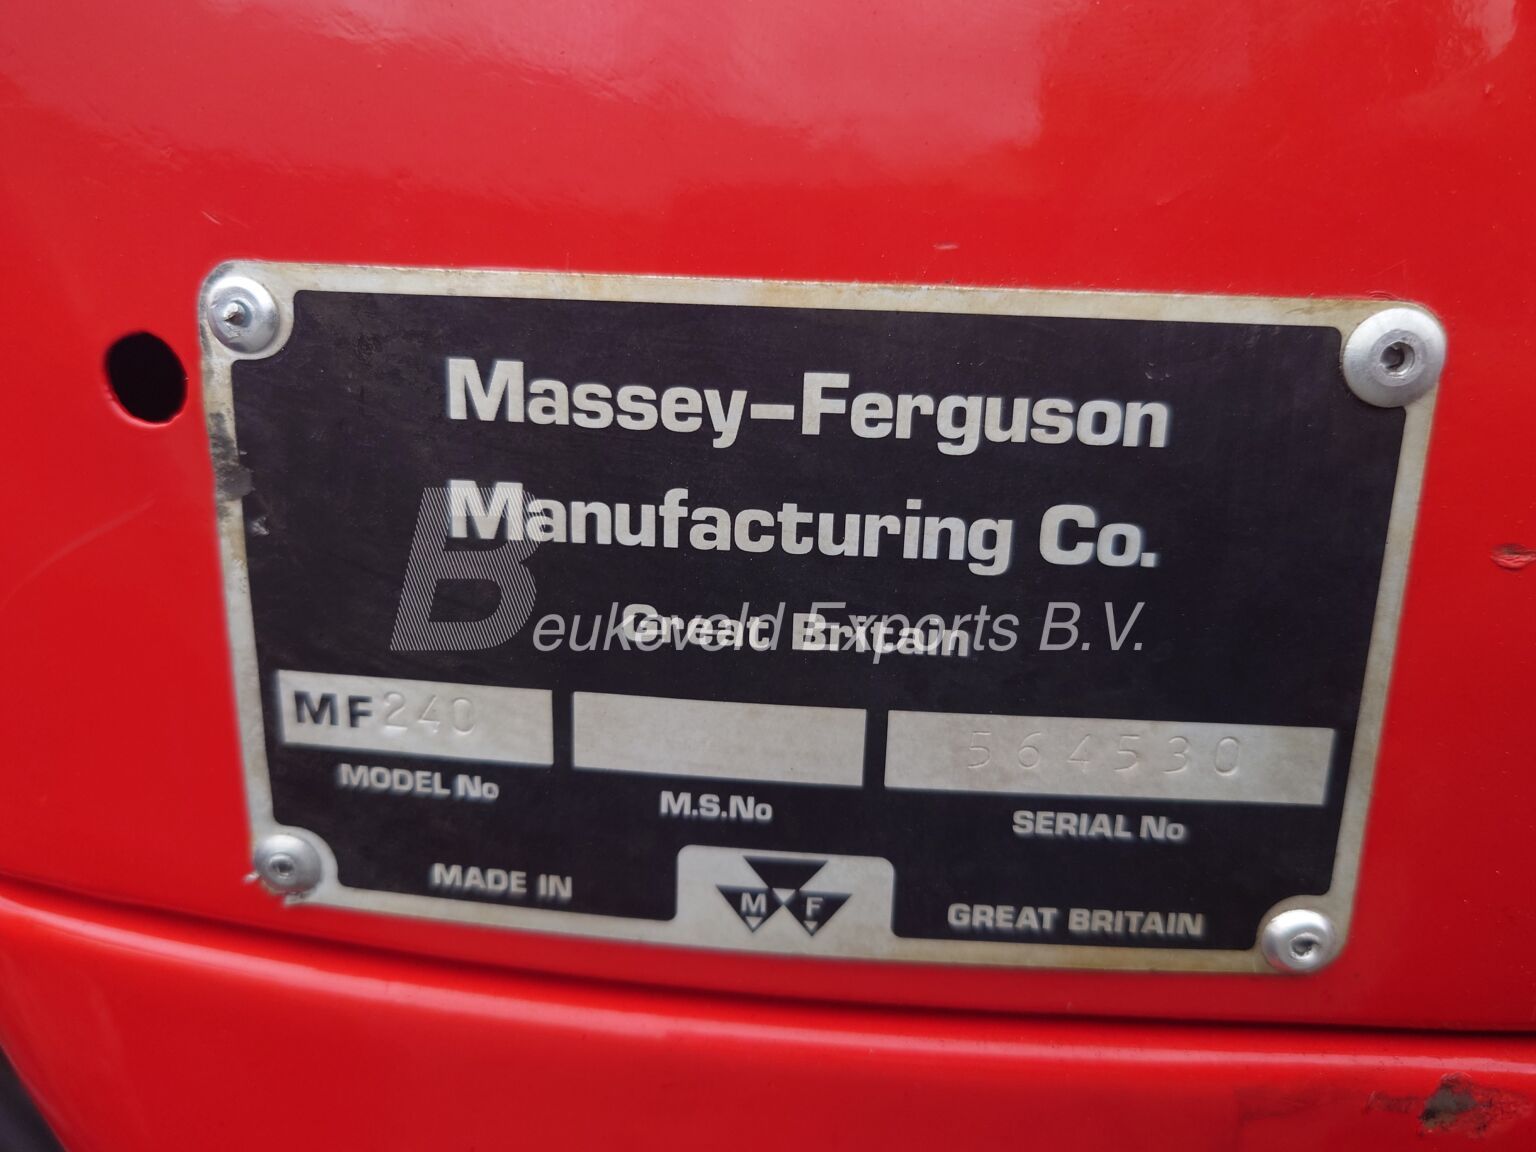 Massey-Ferguson
Manufacturing Co.
Great Britain
Beukeveld Exports B.V.
MF240
564530
MODEL No
M.S.No
SERIAL No
MADE IN
M F
GREAT BRITAIN